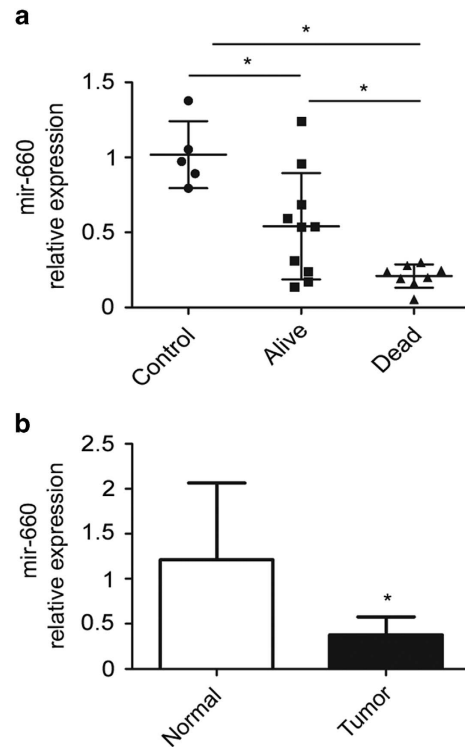 a
*
*
*
mir-660
relative expression
1.5
1
0.5
0
Control
Alive
Dead
b
mir-660
relative expression
2.5
2
1.5
1
0.5
0
*
Normal
Tumor